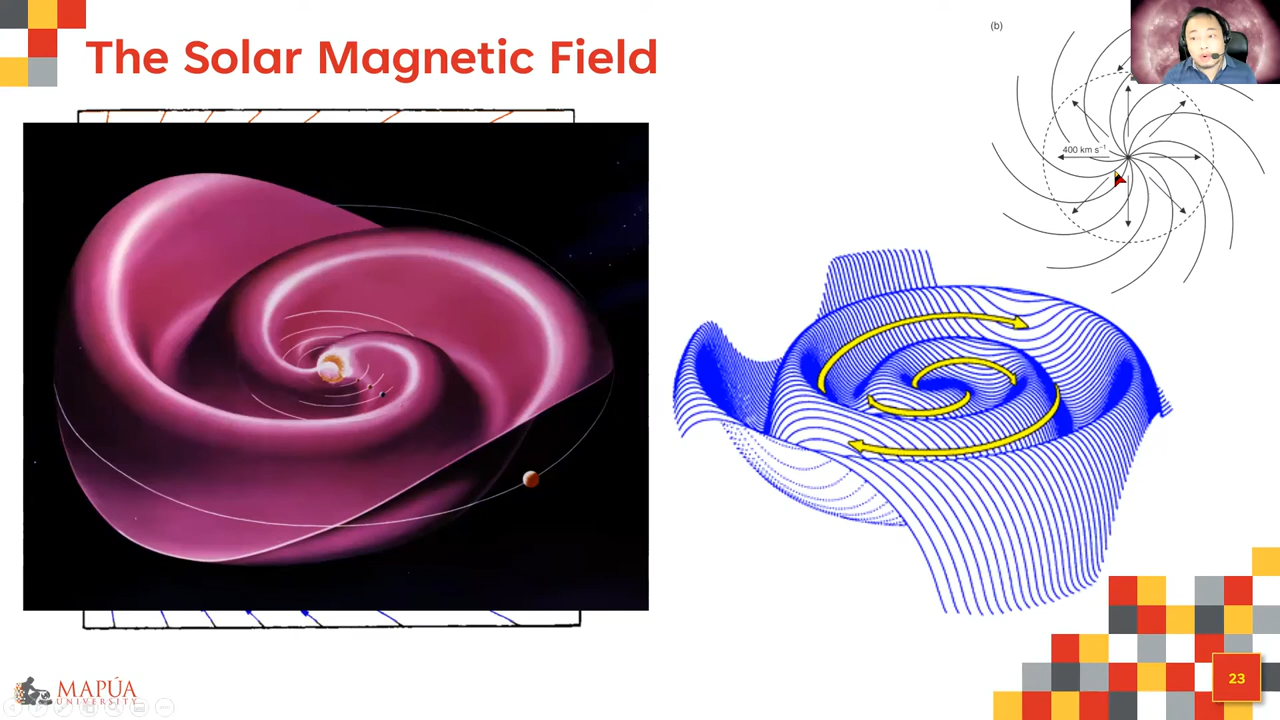 The Solar Magnetic Field
(b)
400 km s⁻¹
23
MAPÚA
UNIVERSITY